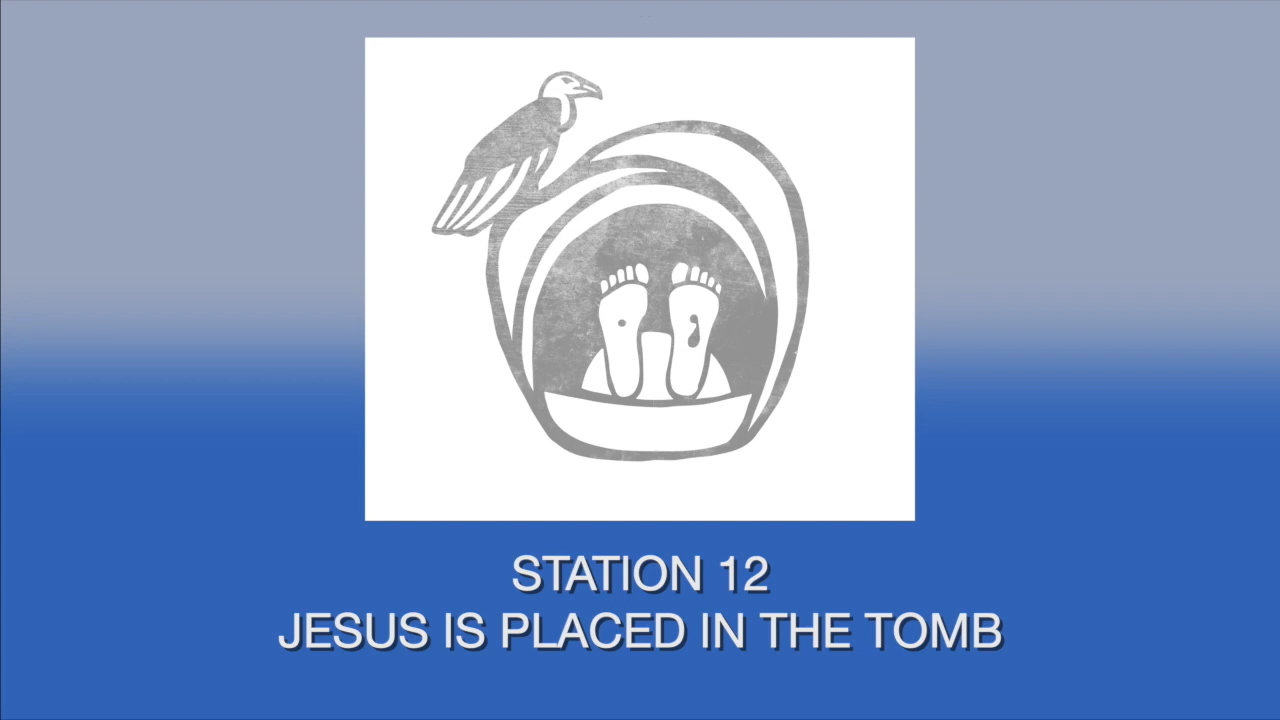 STATION 12
JESUS IS PLACED IN THE TOMB